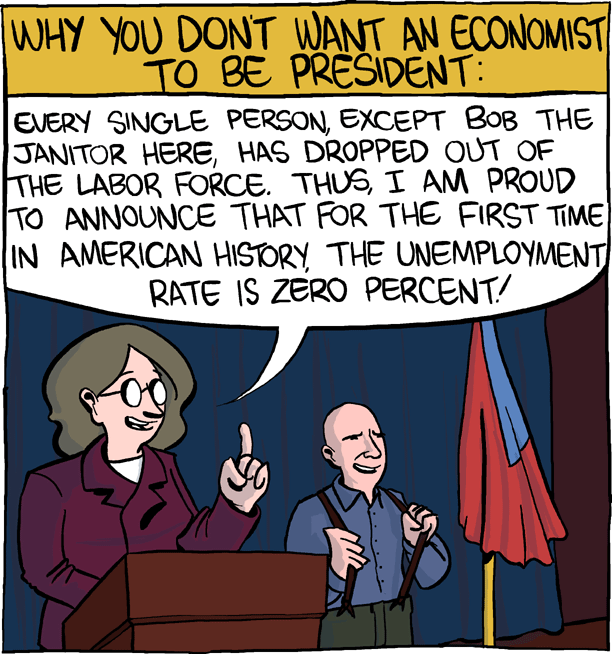 WHY YOU DON'T WANT AN ECONOMIST
TO BE PRESIDENT:
EVERY SINGLE PERSON, EXCEPT BOB THE
JANITOR HERE, HAS DROPPED OUT OF
THE LABOR FORCE. THUS, I AM PROUD
TO ANNOUNCE THAT FOR THE FIRST TIME
IN AMERICAN HISTORY, THE UNEMPLOYMENT
RATE IS ZERO PERCENT!